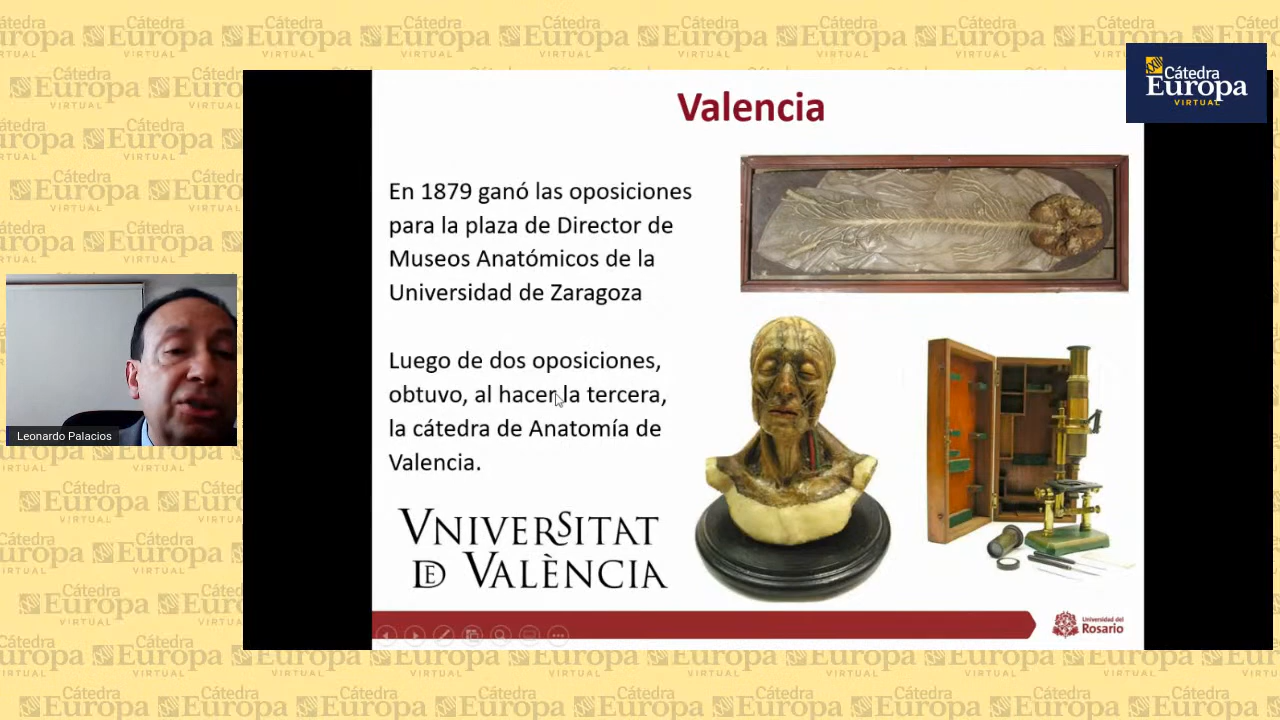 Cátedra
Europa
VIRTUAL
Valencia
En 1879 ganó las oposiciones
para la plaza de Director de
Museos Anatómicos de la
Universidad de Zaragoza
Luego de dos oposiciones,
obtuvo, al hacer la tercera,
la cátedra de Anatomía de
Valencia.
VNIVERSITAT
DE VALÈNCIA
Universidad del
Rosario
Leonardo Palacios